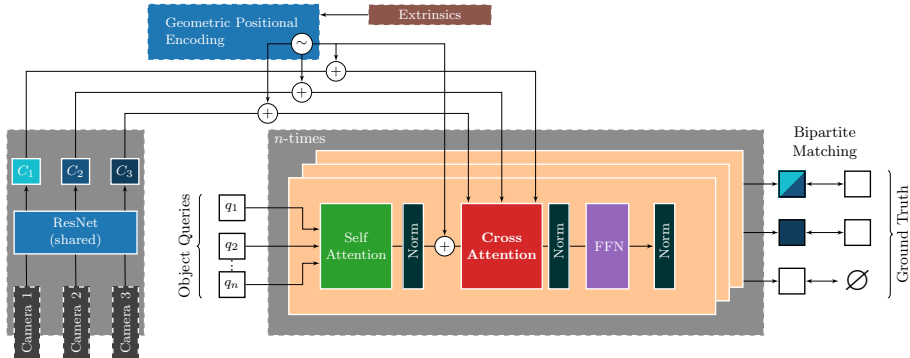 Geometric Positional
Encoding
~
Extrinsics
+
+
+
n-times
C1
C2
C3
ResNet
(shared)
Camera 1
Camera 2
Camera 3
Object Queries
q1
q2
qn
Self
Attention
Norm
+
Cross
Attention
Norm
FFN
Norm
Bipartite
Matching
∅
Ground Truth